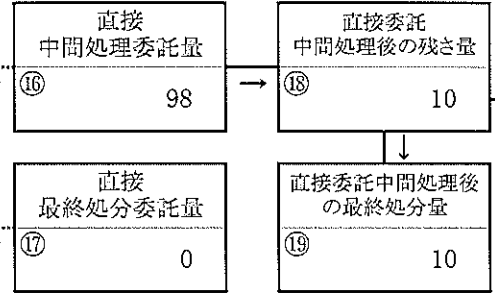 直接
中間処理委託量
⑯ 98
→
直接委託
中間処理後の残さ量
⑱ 10
↓
直接
最終処分委託量
⑰ 0
直接委託中間処理後
の最終処分量
⑲ 10